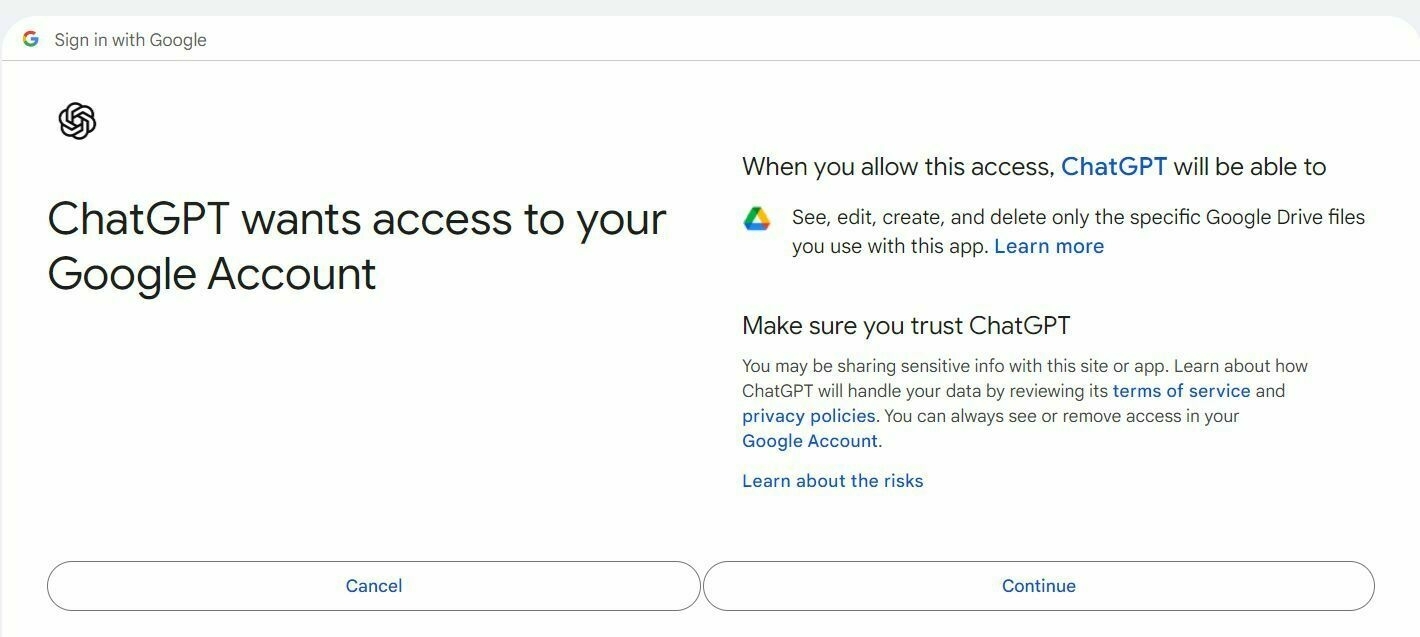 Sign in with Google
ChatGPT wants access to your
Google Account
When you allow this access, ChatGPT will be able to
See, edit, create, and delete only the specific Google Drive files
you use with this app. Learn more
Make sure you trust ChatGPT
You may be sharing sensitive info with this site or app. Learn about how
ChatGPT will handle your data by reviewing its terms of service and
privacy policies. You can always see or remove access in your
Google Account.
Learn about the risks
Cancel
Continue